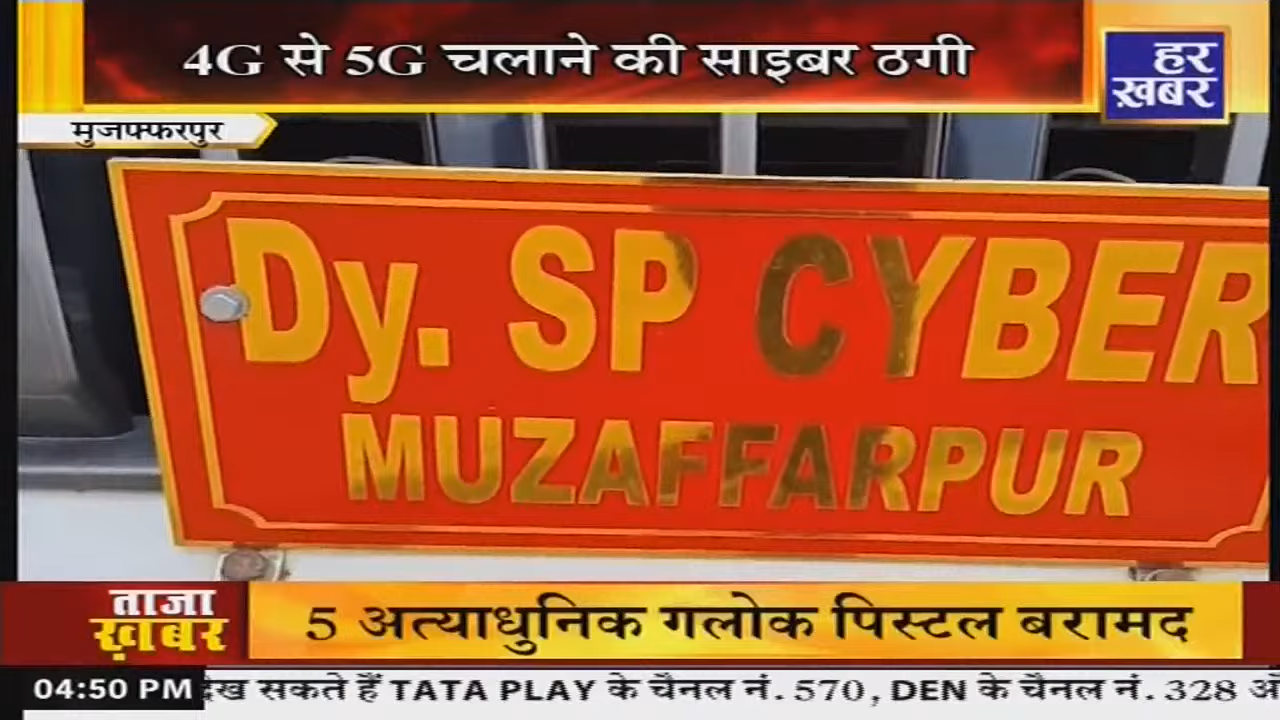 4G से 5G चलाने की साइबर ठगी
हर
ख़बर
मुजफ्फरपुर
Dy. SP CYBER
MUZAFFARPUR
ताजा
ख़बर
5 अत्याधुनिक गलोक पिस्टल बरामद
04:50 PM
देख सकते हैं TATA PLAY के चैनल नं. 570, DEN के चैनल नं. 328